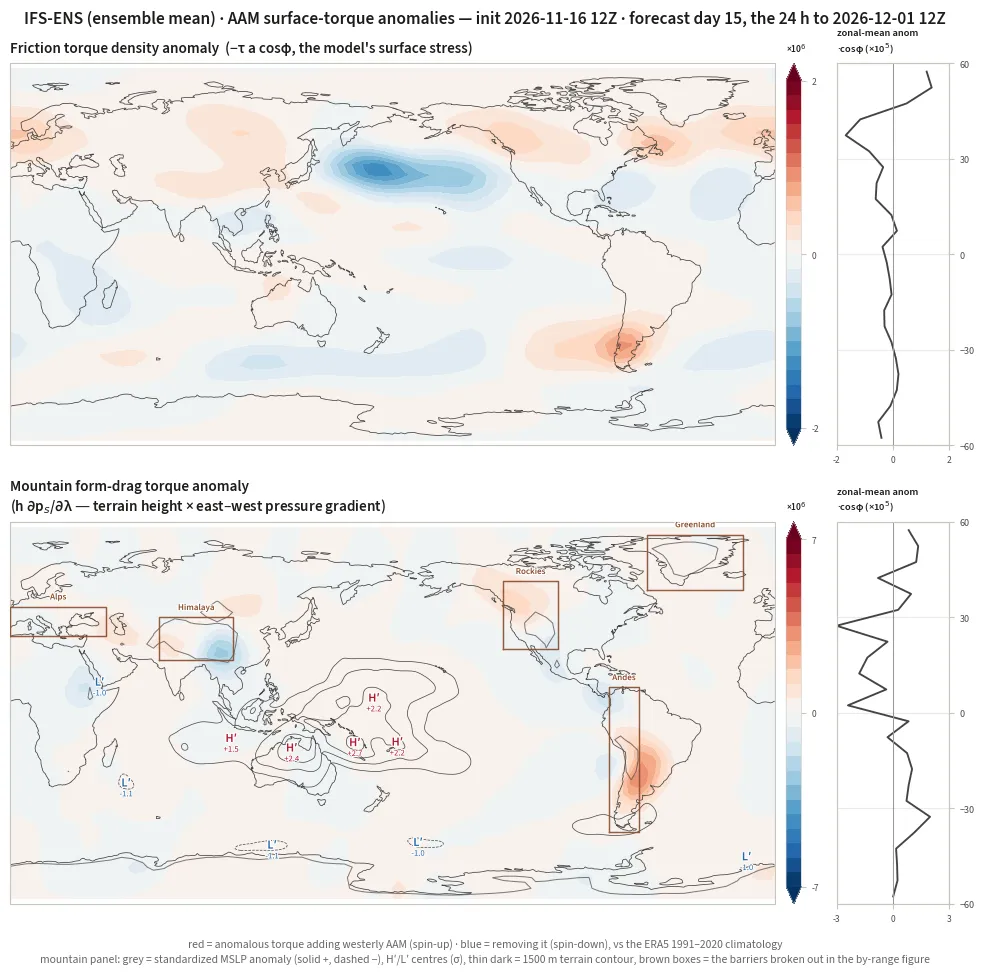 IFS-ENS (ensemble mean) · AAM surface-torque anomalies — init 2026-11-16 12Z · forecast day 15, the 24 h to 2026-12-01 12Z
Friction torque density anomaly (−τ a cosϕ, the model's surface stress)
×10⁶
zonal-mean anom
·cosϕ (×10⁵)
2
0
-2
60
30
0
−30
−60
-2
0
2
Mountain form-drag torque anomaly
(h ∂pₛ/∂λ — terrain height × east–west pressure gradient)
×10⁶
zonal-mean anom
·cosϕ (×10⁵)
Greenland
Rockies
Alps
Himalaya
Andes
L′
-1.0
H′
+2.2
H′
+1.5
H′
+2.4
H′
H′
+2.2
L′
-1.1
L′
-1.1
L′
-1.0
L′
-1.0
7
0
-7
60
30
0
−30
−60
-3
0
3
red = anomalous torque adding westerly AAM (spin-up) · blue = removing it (spin-down), vs the ERA5 1991–2020 climatology
mountain panel: grey = standardized MSLP anomaly (solid +, dashed −), H′/L′ centres (σ), thin dark = 1500 m terrain contour, brown boxes = the barriers broken out in the by-range figure